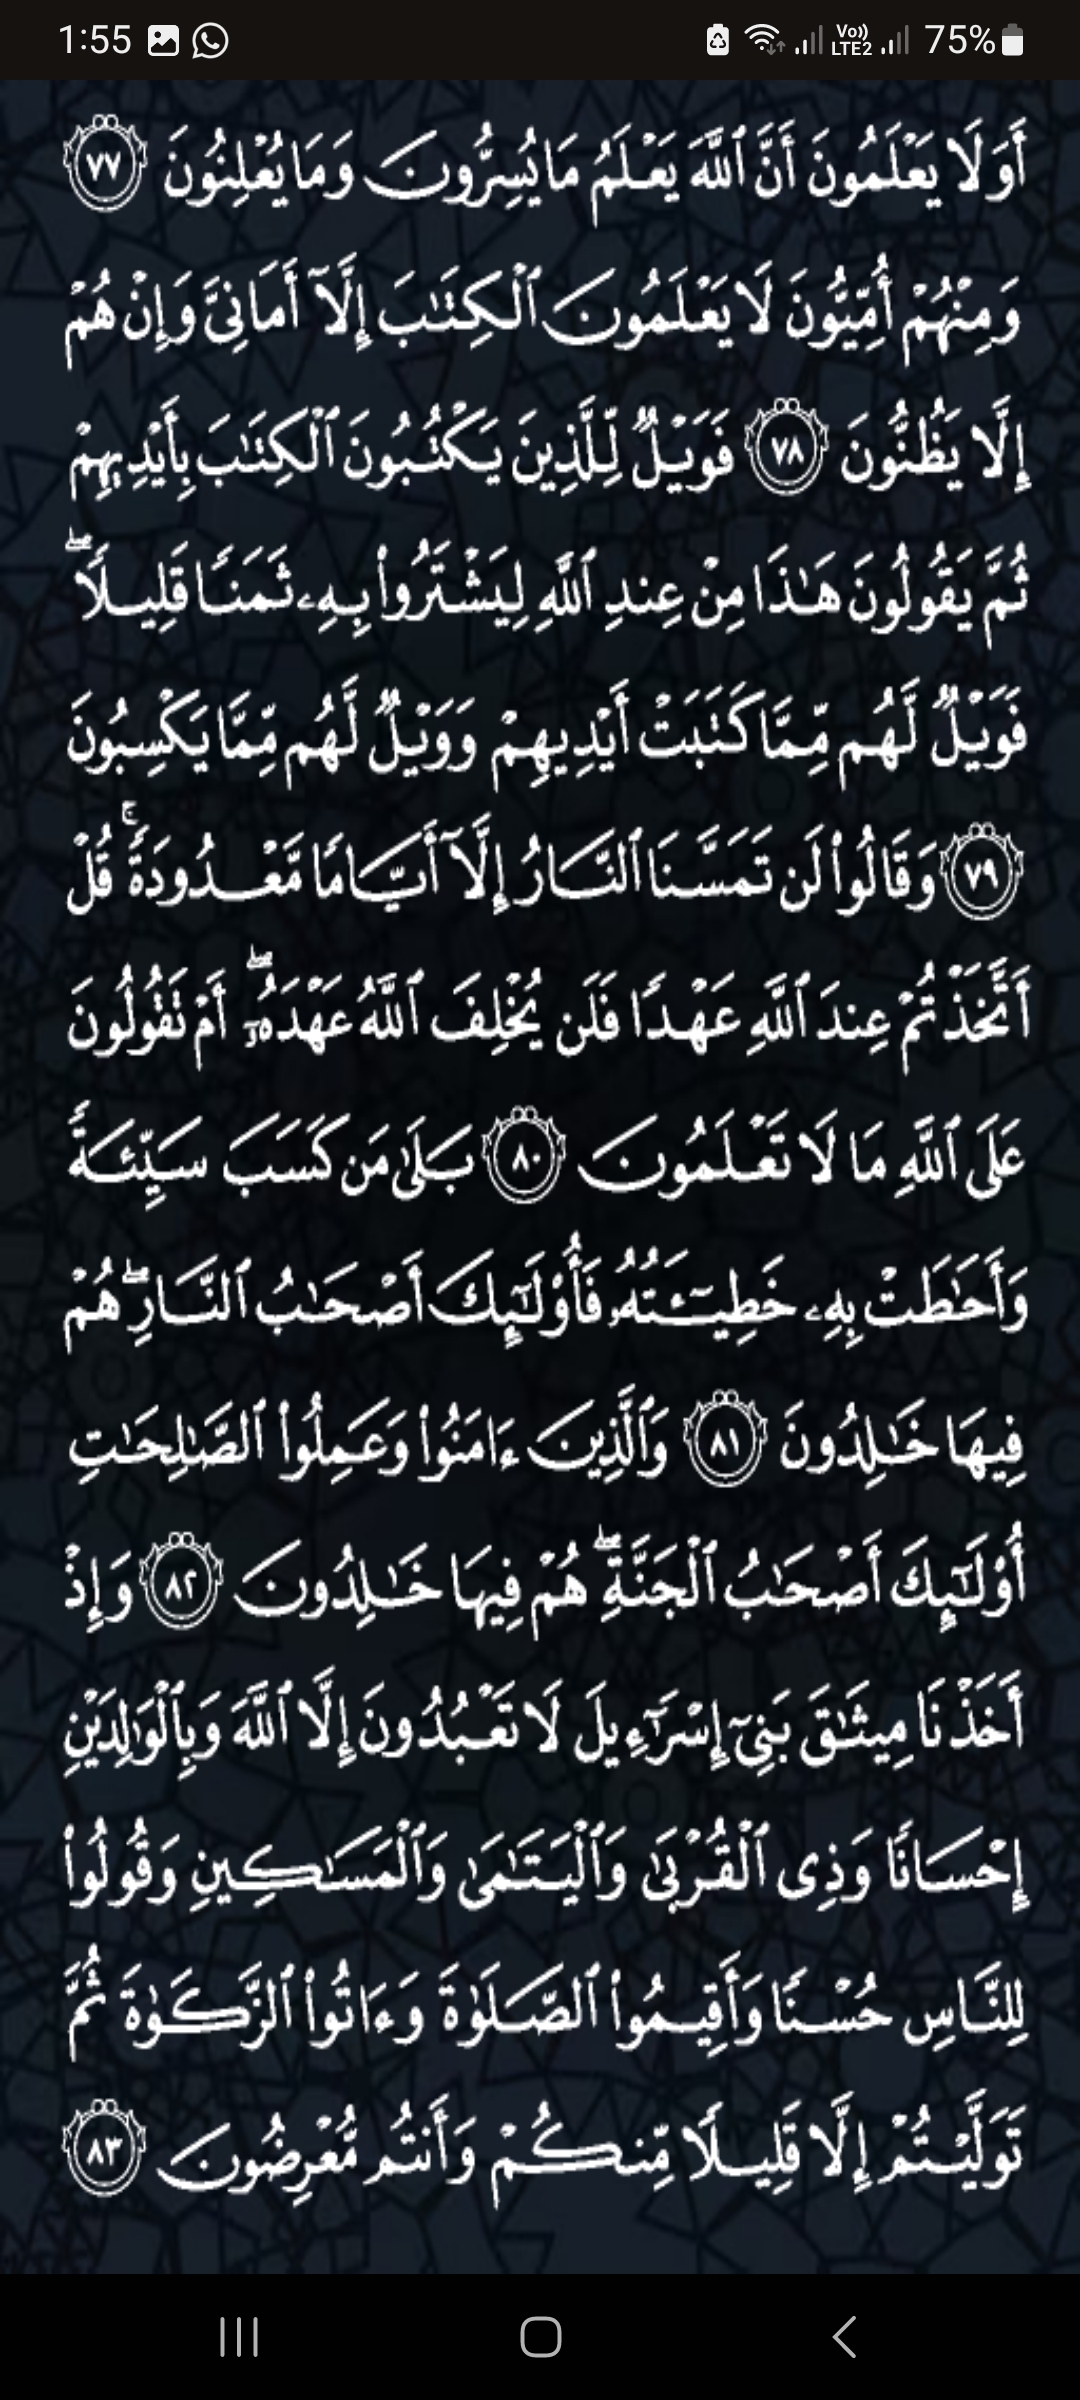 1:55
Vo)) LTE2 75%
أَوَلَا يَعْلَمُونَ أَنَّ ٱللَّهَ يَعْلَمُ مَا يُسِرُّونَ وَمَا يُعْلِنُونَ ٧٧
وَمِنْهُمْ أُمِّيُّونَ لَا يَعْلَمُونَ ٱلْكِتَٰبَ إِلَّآ أَمَانِىَّ وَإِنْ هُمْ
إِلَّا يَظُنُّونَ ٧٨ فَوَيْلٌ لِّلَّذِينَ يَكْتُبُونَ ٱلْكِتَٰبَ بِأَيْدِيهِمْ
ثُمَّ يَقُولُونَ هَٰذَا مِنْ عِندِ ٱللَّهِ لِيَشْتَرُوا۟ بِهِۦ ثَمَنًا قَلِيلًا ۖ
فَوَيْلٌ لَّهُم مِّمَّا كَتَبَتْ أَيْدِيهِمْ وَوَيْلٌ لَّهُم مِّمَّا يَكْسِبُونَ
٧٩ وَقَالُوا۟ لَن تَمَسَّنَا ٱلنَّارُ إِلَّآ أَيَّامًا مَّعْدُودَةً ۚ قُلْ
أَتَّخَذْتُمْ عِندَ ٱللَّهِ عَهْدًا فَلَن يُخْلِفَ ٱللَّهُ عَهْدَهُۥٓ ۖ أَمْ تَقُولُونَ
عَلَى ٱللَّهِ مَا لَا تَعْلَمُونَ ٨٠ بَلَىٰ مَن كَسَبَ سَيِّئَةً
وَأَحَٰطَتْ بِهِۦ خَطِيٓـَٔتُهُۥ فَأُو۟لَٰٓئِكَ أَصْحَٰبُ ٱلنَّارِ ۖ هُمْ
فِيهَا خَٰلِدُونَ ٨١ وَٱلَّذِينَ ءَامَنُوا۟ وَعَمِلُوا۟ ٱلصَّٰلِحَٰتِ
أُو۟لَٰٓئِكَ أَصْحَٰبُ ٱلْجَنَّةِ ۖ هُمْ فِيهَا خَٰلِدُونَ ٨٢ وَإِذْ
أَخَذْنَا مِيثَٰقَ بَنِىٓ إِسْرَٰٓءِيلَ لَا تَعْبُدُونَ إِلَّا ٱللَّهَ وَبِٱلْوَٰلِدَيْنِ
إِحْسَانًا وَذِى ٱلْقُرْبَىٰ وَٱلْيَتَٰمَىٰ وَٱلْمَسَٰكِينِ وَقُولُوا۟
لِلنَّاسِ حُسْنًا وَأَقِيمُوا۟ ٱلصَّلَوٰةَ وَءَاتُوا۟ ٱلزَّكَوٰةَ ثُمَّ
تَوَلَّيْتُمْ إِلَّا قَلِيلًا مِّنكُمْ وَأَنتُم مُّعْرِضُونَ ٨٣